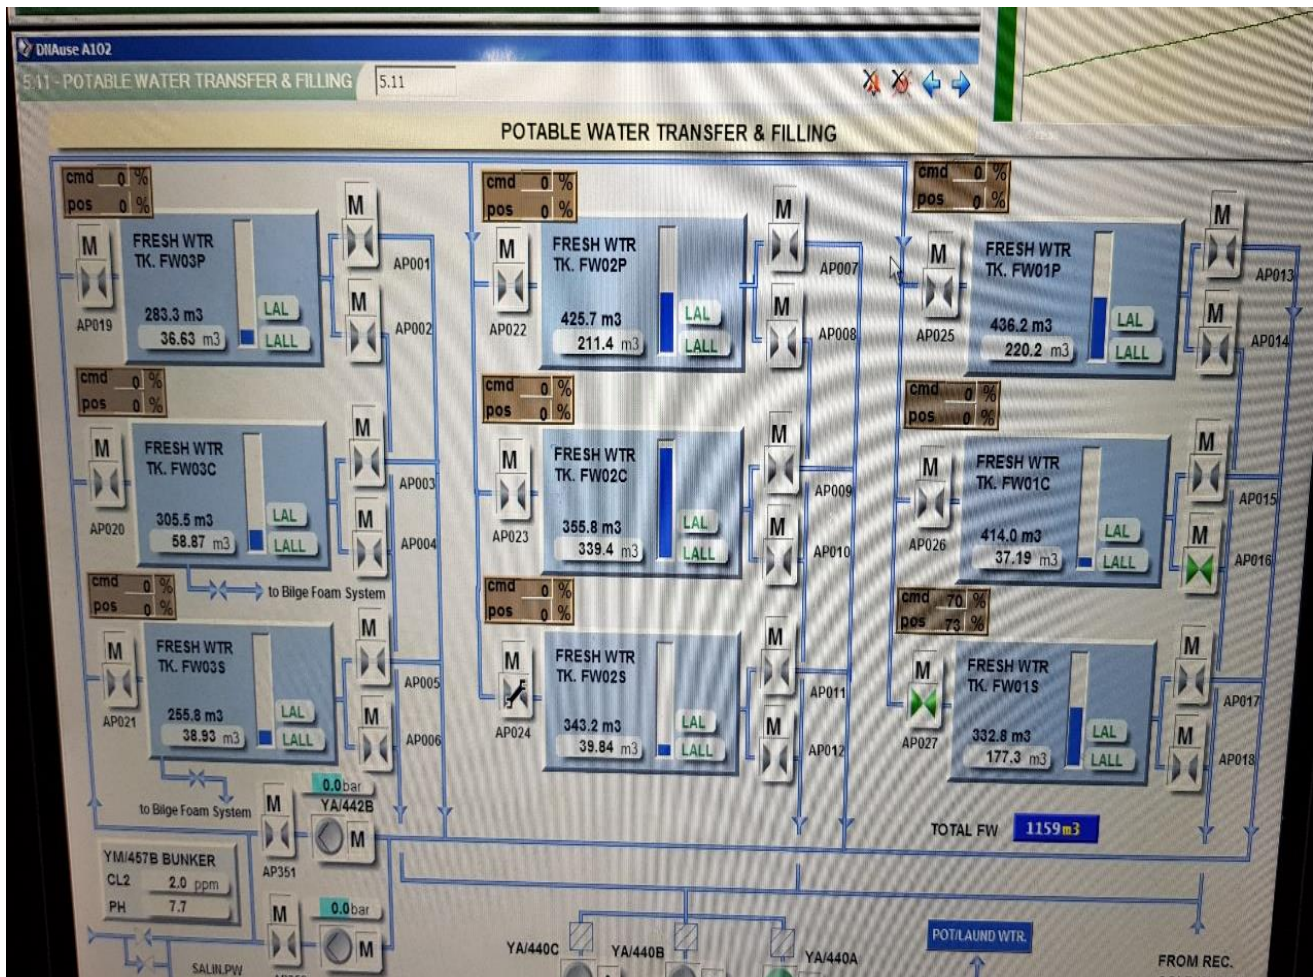 DNAuse A102
5.11 - POTABLE WATER TRANSFER & FILLING
5.11
POTABLE WATER TRANSFER & FILLING
cmd 0 %
pos 0 %
M
M
FRESH WTR
TK. FW03P
283.3 m3
36.63 m3
LAL
LALL
M
AP019
AP001
AP002
cmd 0 %
pos 0 %
M
M
FRESH WTR
TK. FW02P
425.7 m3
211.4 m3
LAL
LALL
M
AP022
AP007
AP008
cmd 0 %
pos 0 %
M
M
FRESH WTR
TK. FW01P
436.2 m3
220.2 m3
LAL
LALL
M
AP025
AP013
AP014
cmd 0 %
pos 0 %
M
M
FRESH WTR
TK. FW03C
305.5 m3
58.87 m3
LAL
LALL
M
AP020
AP003
AP004
to Bilge Foam System
cmd 0 %
pos 0 %
M
M
FRESH WTR
TK. FW02C
355.8 m3
339.4 m3
LAL
LALL
M
AP023
AP009
AP010
cmd 0 %
pos 0 %
M
M
FRESH WTR
TK. FW01C
414.0 m3
37.19 m3
LAL
LALL
M
AP026
AP015
AP016
cmd 0 %
pos 0 %
M
M
FRESH WTR
TK. FW03S
255.8 m3
38.93 m3
LAL
LALL
M
AP021
AP005
AP006
to Bilge Foam System
cmd 0 %
pos 0 %
M
M
FRESH WTR
TK. FW02S
343.2 m3
39.84 m3
LAL
LALL
M
AP024
AP011
AP012
cmd 70 %
pos 73 %
M
M
FRESH WTR
TK. FW01S
332.8 m3
177.3 m3
LAL
LALL
M
AP027
AP017
AP018
TOTAL FW 1159m3
0.0 bar
YA/442B
M
M
AP351
YM/457B BUNKER
CL2 2.0 ppm
PH 7.7
0.0 bar
M
M
SALIN.PW
YA/440C
YA/440B
YA/440A
POT/LAUND WTR.
FROM REC.